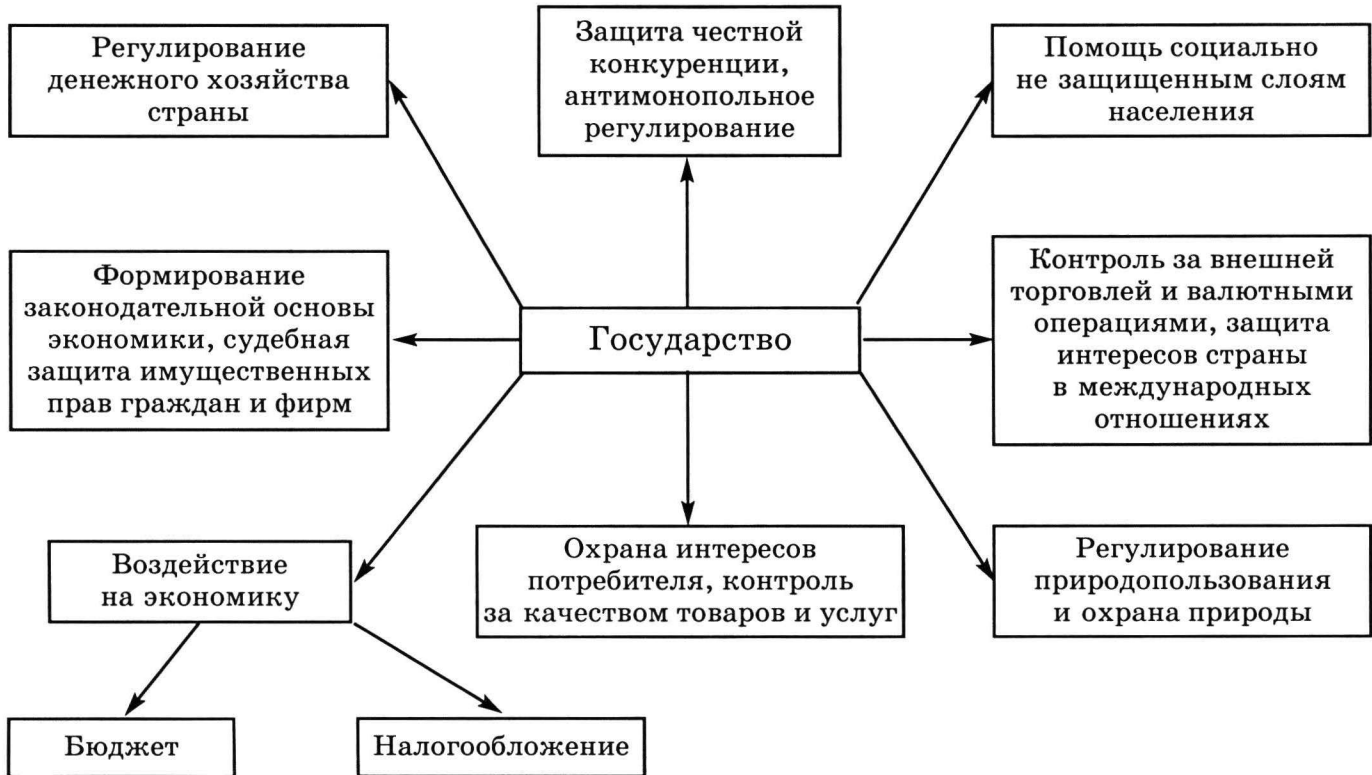 Регулирование
денежного хозяйства
страны
Защита честной
конкуренции,
антимонопольное
регулирование
Помощь социально
не защищенным слоям
населения
Формирование
законодательной основы
экономики, судебная
защита имущественных
прав граждан и фирм
Государство
Контроль за внешней
торговлей и валютными
операциями, защита
интересов страны
в международных
отношениях
Воздействие
на экономику
Охрана интересов
потребителя, контроль
за качеством товаров и услуг
Регулирование
природопользования
и охрана природы
Бюджет
Налогообложение